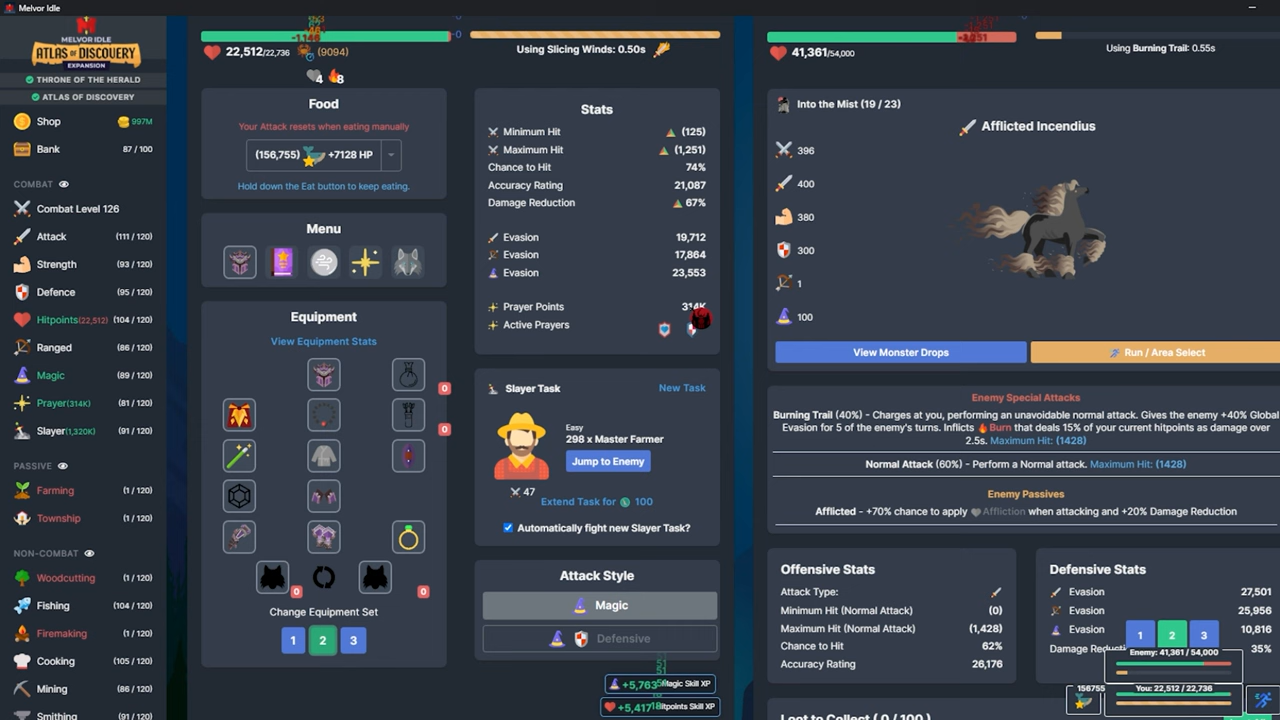 Melvor Idle
MELVOR IDLE
ATLAS OF DISCOVERY
EXPANSION
THRONE OF THE HERALD
ATLAS OF DISCOVERY
Shop 997M
Bank 87 / 100
COMBAT
Combat Level 126
Attack (111 / 120)
Strength (93 / 120)
Defence (95 / 120)
Hitpoints(22,512) (104 / 120)
Ranged (86 / 120)
Magic (89 / 120)
Prayer(314K) (81 / 120)
Slayer(1,320K) (91 / 120)
PASSIVE
Farming (1 / 120)
Township (1 / 120)
NON-COMBAT
Woodcutting (1 / 120)
Fishing (104 / 120)
Firemaking (1 / 120)
Cooking (105 / 120)
Mining (86 / 120)
Smithing (91 / 120)
-1,146
22,512/22,736 (9094)
4 8
Food
Your Attack resets when eating manually
(156,755) +7128 HP
Hold down the Eat button to keep eating.
Menu
Equipment
View Equipment Stats
0
0
0
0
Change Equipment Set
1 2 3
Using Slicing Winds: 0.50s
Stats
Minimum Hit (125)
Maximum Hit (1,251)
Chance to Hit 74%
Accuracy Rating 21,087
Damage Reduction 67%
Evasion 19,712
Evasion 17,864
Evasion 23,553
Prayer Points 314K
Active Prayers
Slayer Task New Task
Easy
298 x Master Farmer
Jump to Enemy
47
Extend Task for 100
Automatically fight new Slayer Task?
Attack Style
Magic
Defensive
+5,763 Magic Skill XP
+5,417 Hitpoints Skill XP
41,361/54,000
Using Burning Trail: 0.55s
Into the Mist (19 / 23)
Afflicted Incendius
396
400
380
300
1
100
View Monster Drops
Run / Area Select
Enemy Special Attacks
Burning Trail (40%) - Charges at you, performing an unavoidable normal attack. Gives the enemy +40% Global
Evasion for 5 of the enemy's turns. Inflicts Burn that deals 15% of your current hitpoints as damage over
2.5s. Maximum Hit: (1428)
Normal Attack (60%) - Perform a Normal attack. Maximum Hit: (1428)
Enemy Passives
Afflicted - +70% chance to apply Affliction when attacking and +20% Damage Reduction
Offensive Stats
Attack Type:
Minimum Hit (Normal Attack) (0)
Maximum Hit (Normal Attack) (1,428)
Chance to Hit 62%
Accuracy Rating 26,176
Defensive Stats
Evasion 27,501
Evasion 25,956
Evasion 10,816
Damage Reducti 35%
1 2 3
Enemy: 41,361 / 54,000
156755
You: 22,512 / 22,736
Loot to Collect ( 0 / 100 )